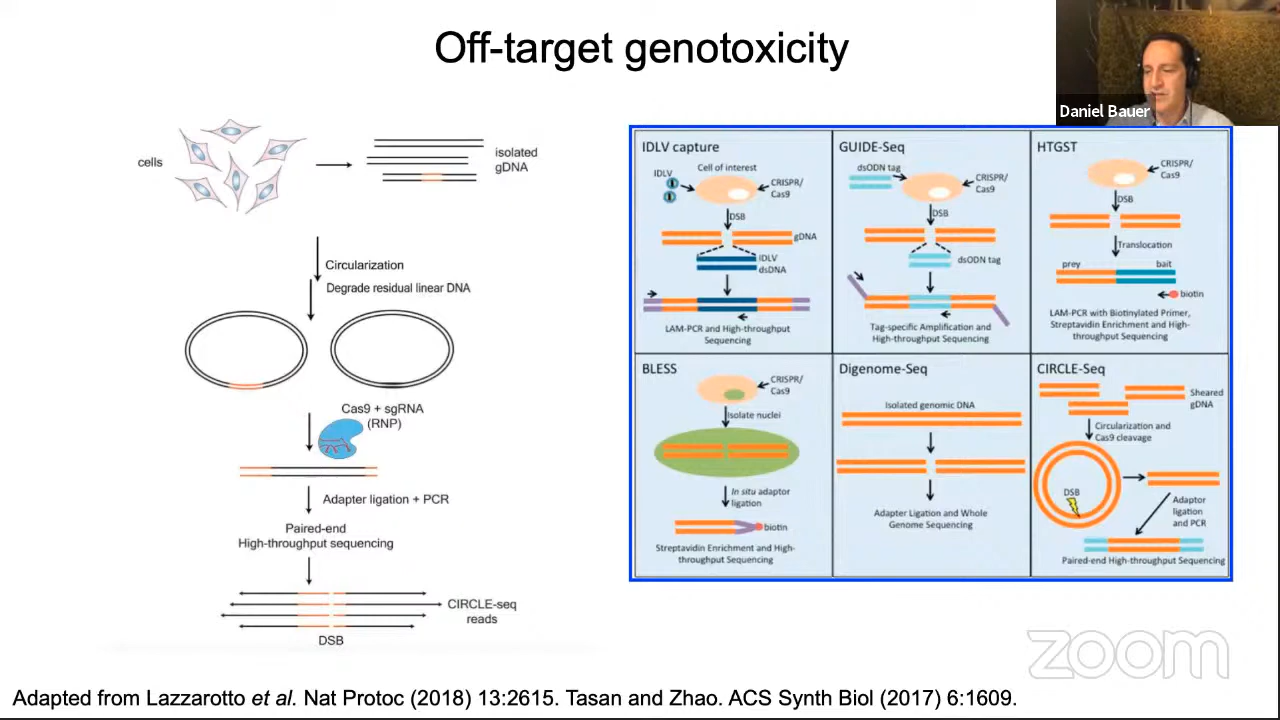 Off-target genotoxicity
Daniel Bauer
cells
isolated
gDNA
Circularization
Degrade residual linear DNA
Cas9 + sgRNA
(RNP)
Adapter ligation + PCR
Paired-end
High-throughput sequencing
CIRCLE-seq
reads
DSB
IDLV capture
IDLV
Cell of interest
CRISPR/
Cas9
DSB
gDNA
IDLV
dsDNA
LAM-PCR and High-throughput
Sequencing
GUIDE-Seq
dsODN tag
CRISPR/
Cas9
DSB
dsODN tag
Tag-specific Amplification and
High-throughput Sequencing
HTGST
CRISPR/
Cas9
DSB
Translocation
prey bait
biotin
LAM-PCR with Biotinylated Primer,
Streptavidin Enrichment and High-
throughput Sequencing
BLESS
CRISPR/
Cas9
Isolate nuclei
In situ adaptor
ligation
biotin
Streptavidin Enrichment and High-
throughput Sequencing
Digenome-Seq
Isolated genomic DNA
Adapter Ligation and Whole
Genome Sequencing
CIRCLE-Seq
Sheared
gDNA
Circularization and
Cas9 cleavage
DSB
Adaptor
ligation
and PCR
Paired-end High-throughput Sequencing
zoom
Adapted from Lazzarotto et al. Nat Protoc (2018) 13:2615. Tasan and Zhao. ACS Synth Biol (2017) 6:1609.